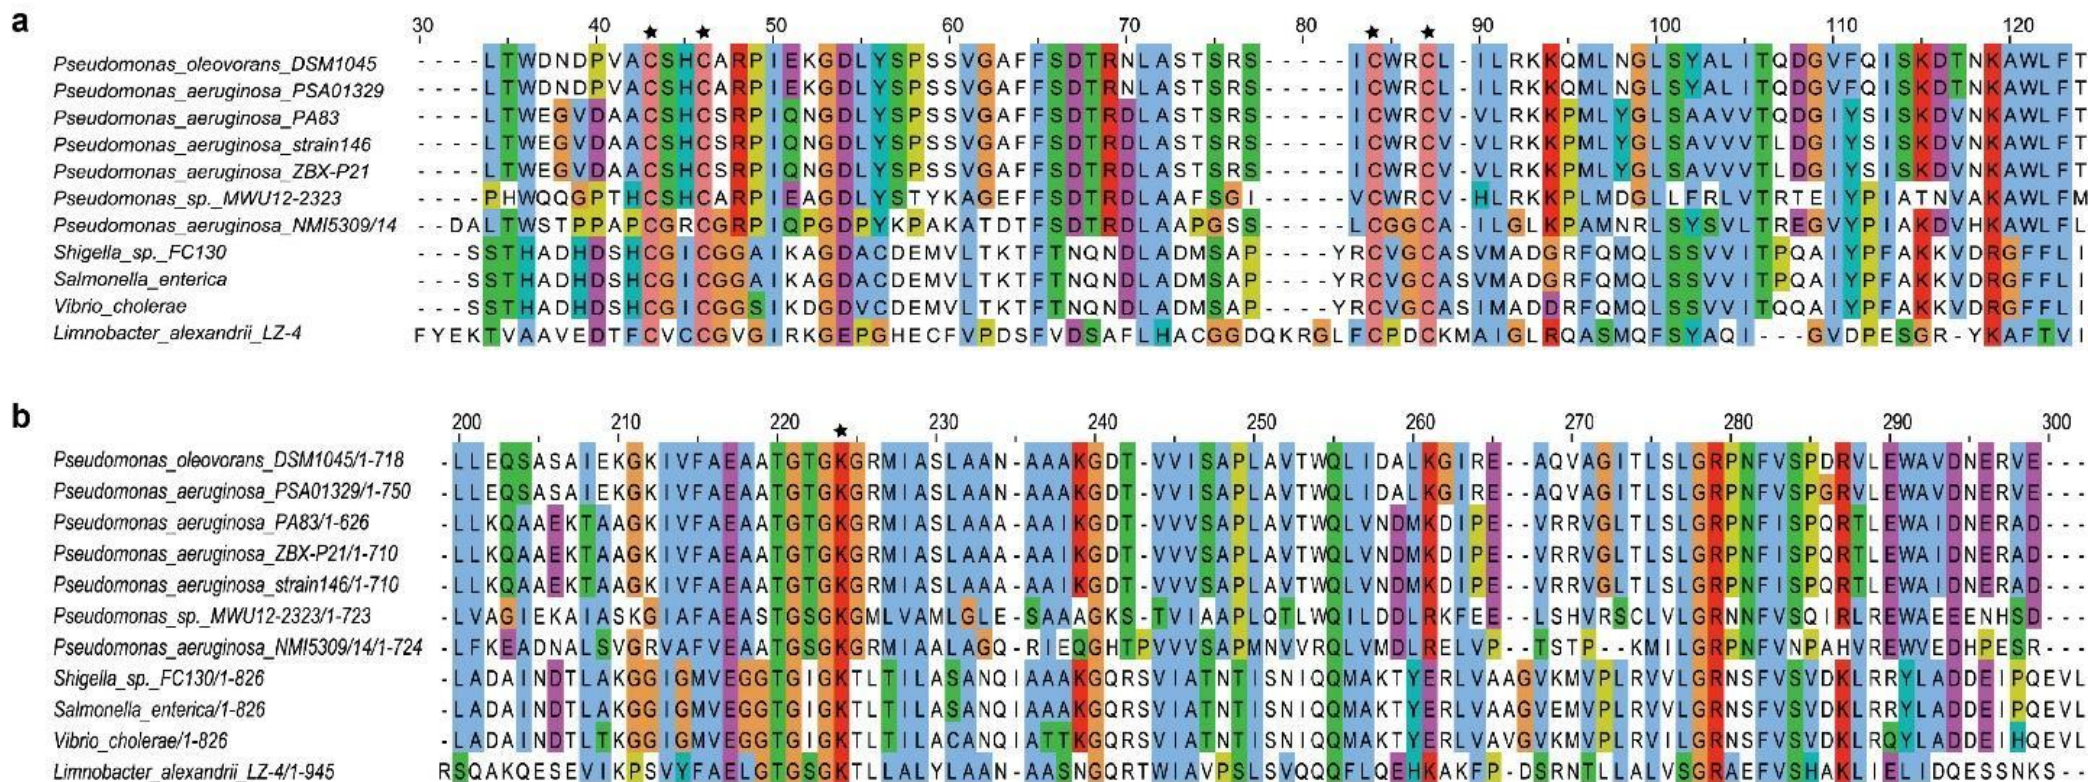 a
30 40 50 60 70 80 90 100 110 120
Pseudomonas_oleovorans_DSM1045 ----LTWDNDPVACSHCARPIEKGDLYSPSSVGAFFSDTRNLASTSRS-----ICWRCL-ILRKKQMLNGLSYALITQDGVFQISKDTNKAWLFT
Pseudomonas_aeruginosa_PSA01329 ----LTWDNDPVACSHCARPIEKGDLYSPSSVGAFFSDTRNLASTSRS-----ICWRCL-ILRKKQMLNGLSYALITQDGVFQISKDTNKAWLFT
Pseudomonas_aeruginosa_PA83 ----LTWEGVDAACSHCSRPIQNGDLYSPSSVGAFFSDTRDLASTSRS-----ICWRCV-VLRKKPMLYGLSAAVVTQDGIYSISKDVNKAWLFT
Pseudomonas_aeruginosa_strain146 ----LTWEGVDAACSHCSRPIQNGDLYSPSSVGAFFSDTRDLASTSRS-----ICWRCV-VLRKKPMLYGLSAVVVTLDGIYSISKDVNKAWLFT
Pseudomonas_aeruginosa_ZBX-P21 ----LTWEGVDAACSHCSRPIQNGDLYSPSSVGAFFSDTRDLASTSRS-----ICWRCV-VLRKKPMLYGLSAVVVTLDGIYSISKDVNKAWLFT
Pseudomonas_sp._MWU12-2323 ----PHWQQGPTHCSHCARPIEAGDLYSTYKAGEFFSDTRDLAAFSGI-----VCWRCV-HLRKKPLMDGLLFRLVTRTEIYPIATNVAKAWLFM
Pseudomonas_aeruginosa_NMI5309/14 --DALTWSTPPAPCGRCGRPIQPGDPYKPAKATDTFSDTRDLAAPGSS-----LCGGCA-ILGLKPAMNRLSYSVLTREGVYPIAKDVHKAWLFL
Shigella_sp._FC130 ---SSTHADHDSHCGICGGAIKAGDACDEMVLTKTFTNQNDLADMSAP----YRCVGCASVMADGRFQMQLSSVVITPQAIYPFAKKVDRGFFLI
Salmonella_enterica ---SSTHADHDSHCGICGGAIKAGDACDEMVLTKTFTNQNDLADMSAP----YRCVGCASVMADGRFQMQLSSVVITPQAIYPFAKKVDRGFFLI
Vibrio_cholerae ---SSTHADHDSHCGICGGSIKDGDVCDEMVLTKTFTNQNDLADMSAP----YRCVGCASIMADDRFQMQLSSVVITQQAIYPFAKKVDRGFFLI
Limnobacter_alexandrii_LZ-4 FYEKTVAAVEDTFCVCCGVGIRKGEPGHECFVPDSFVDSAFLHACGGDQKRGLFCPDCKMAIGLRQASMQFSYAQI---GVDPESGR-YKAFTVI
b
200 210 220 230 240 250 260 270 280 290 300
Pseudomonas_oleovorans_DSM1045/1-718 -LLEQSASAIEKGKIVFAEAATGTGKGRMIASLAAN-AAAKGDT-VVISAPLAVTWQLIDALKGIRE--AQVAGITLSLGRPNFVSPDRVLEWAVDNERVE---
Pseudomonas_aeruginosa_PSA01329/1-750 -LLEQSASAIEKGKIVFAEAATGTGKGRMIASLAAN-AAAKGDT-VVISAPLAVTWQLIDALKGIRE--AQVAGITLSLGRPNFVSPGRVLEWAVDNERVE---
Pseudomonas_aeruginosa_PA83/1-626 -LLKQAAEKTAAGKIVFAEAATGTGKGRMIASLAAA-AAIKGDT-VVVSAPLAVTWQLVNDMKDIPE--VRRVGLTLSLGRPNFISPQRTLEWAIDNERAD---
Pseudomonas_aeruginosa_ZBX-P21/1-710 -LLKQAAEKTAAGKIVFAEAATGTGKGRMIASLAAA-AAIKGDT-VVVSAPLAVTWQLVNDMKDIPE--VRRVGLTLSLGRPNFISPQRTLEWAIDNERAD---
Pseudomonas_aeruginosa_strain146/1-710 -LLKQAAEKTAAGKIVFAEAATGTGKGRMIASLAAA-AAIKGDT-VVVSAPLAVTWQLVNDMKDIPE--VRRVGLTLSLGRPNFISPQRTLEWAIDNERAD---
Pseudomonas_sp._MWU12-2323/1-723 -LVAGIEKAIASKGIAFAEASTGSGKGMLVAMLGLE-SAAAGKS-TVIAAPLQTLWQILDDLRKFEE--LSHVRSCLVLGRNNFVSQIRLREWAEEENHSD---
Pseudomonas_aeruginosa_NMI5309/14/1-724 -LFKEADNALSVGRVAFVEAATGSGKGRMIAALAGQ-RIEQGHTPVVVSAPMNVVRQLVMDLRELVP--TSTP--KMILGRPNFVNPAHVREWVEDHPESR---
Shigella_sp._FC130/1-826 -LADAINDTLAKGGIGMVEGGTGIGKTLTILASANQIAAAKGQRSVIATNTISNIQQMAKTYERLVAAGVKMVPLRVVLGRNSFVSVDKLRRYLADDEIPQEVL
Salmonella_enterica/1-826 -LADAINDTLAKGGIGMVEGGTGIGKTLTILASANQIAAAKGQRSVIATNTISNIQQMAKTYERLVAAGVEMVPLRVVLGRNSFVSVDKLRRYLADDEIPQEVL
Vibrio_cholerae/1-826 -LADAINDTLTKGGIGMVEGGTGIGKTLTILACANQIATTKGQRSVIATNTISNIQQMAKTYERLVAVGVKMVPLRVILGRNSFVSVDKLRQYLADDEIHQEVL
Limnobacter_alexandrii_LZ-4/1-945 RSQAKQESEVIKPSVYFAELGTGSGKTLLALYLAAN-AASNGQRTWIAVPSLSVQQQFLQEHKAKFP-DSRNTLLALVSGRAEFVSHAKLIELIDQESSNKS--